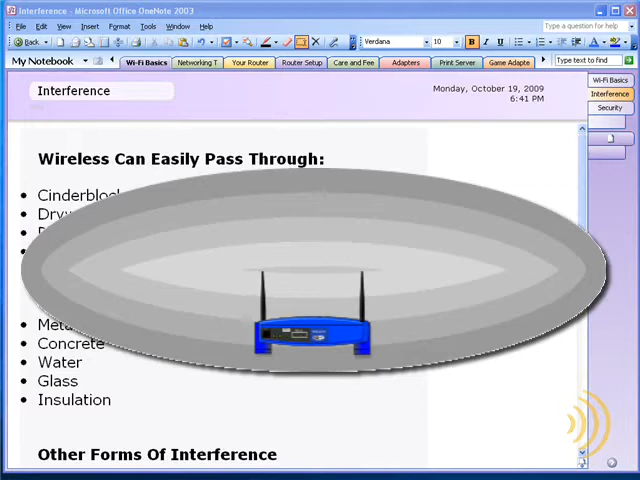 Interference - Microsoft Office OneNote 2003
File Edit View Insert Format Tools Window Help
Type a question for help
Back
Verdana 10 B I U A
My Notebook
Wi-Fi Basics Networking T Your Router Router Setup Care and Fee Adapters Print Server Game Adapte
Type text to find
Interference
Monday, October 19, 2009
6:41 PM
Wi-Fi Basics
Interference
Security
Wireless Can Easily Pass Through:
Concrete
Water
Glass
Insulation
Other Forms Of Interference